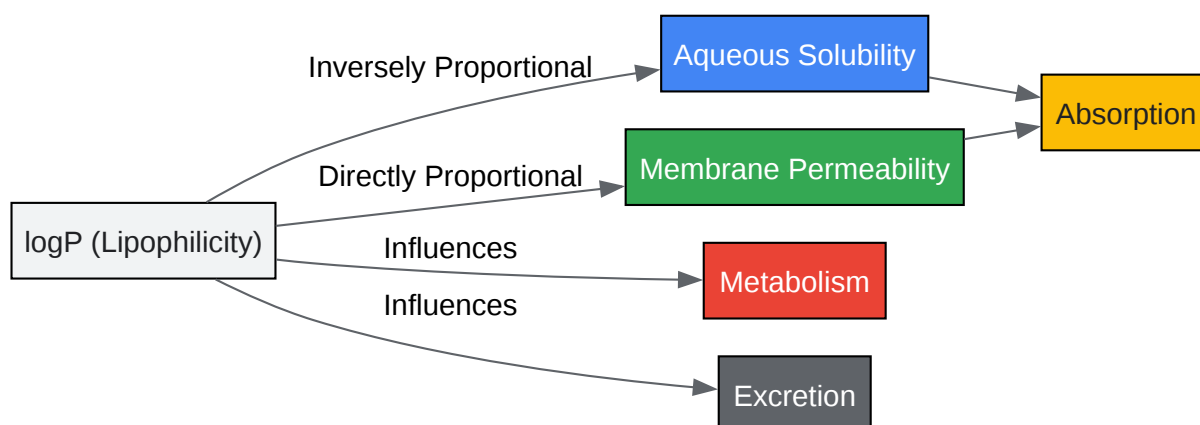 Aqueous Solubility
Inversely Proportional
Absorption
Membrane Permeability
Directly Proportional
logP (Lipophilicity)
Influences
Metabolism
Influences
Excretion